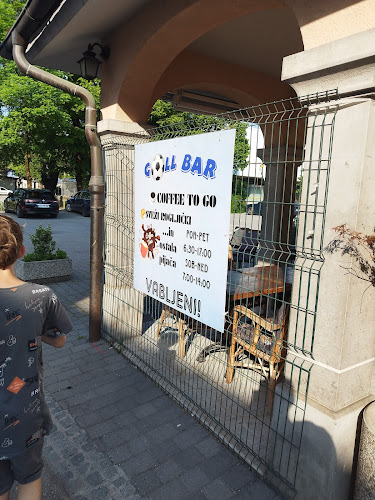 GOLL BAR
COFFEE TO GO
SVEŽI ROGLJIČKI
...in
ostala
pijača
PON-PET
6:30-17:00
SOB-NED
7:00-14:00
VABLJENI!